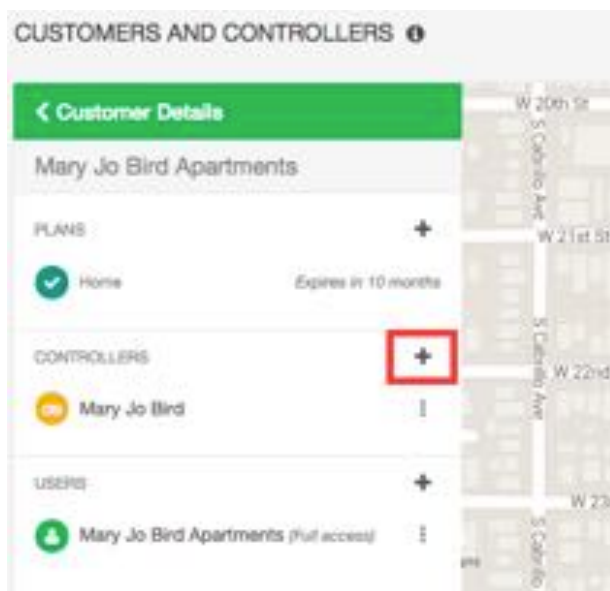 CUSTOMERS AND CONTROLLERS
Customer Details
W 20th St
Mary Jo Bird Apartments
S Cabrillo Ave
PLANS
W 21st St
Home Expires in 10 months
CONTROLLERS
S Cabrillo Ave
W 22nd
Mary Jo Bird
USERS
W 23
Mary Jo Bird Apartments (Full access)
S Cabrillo